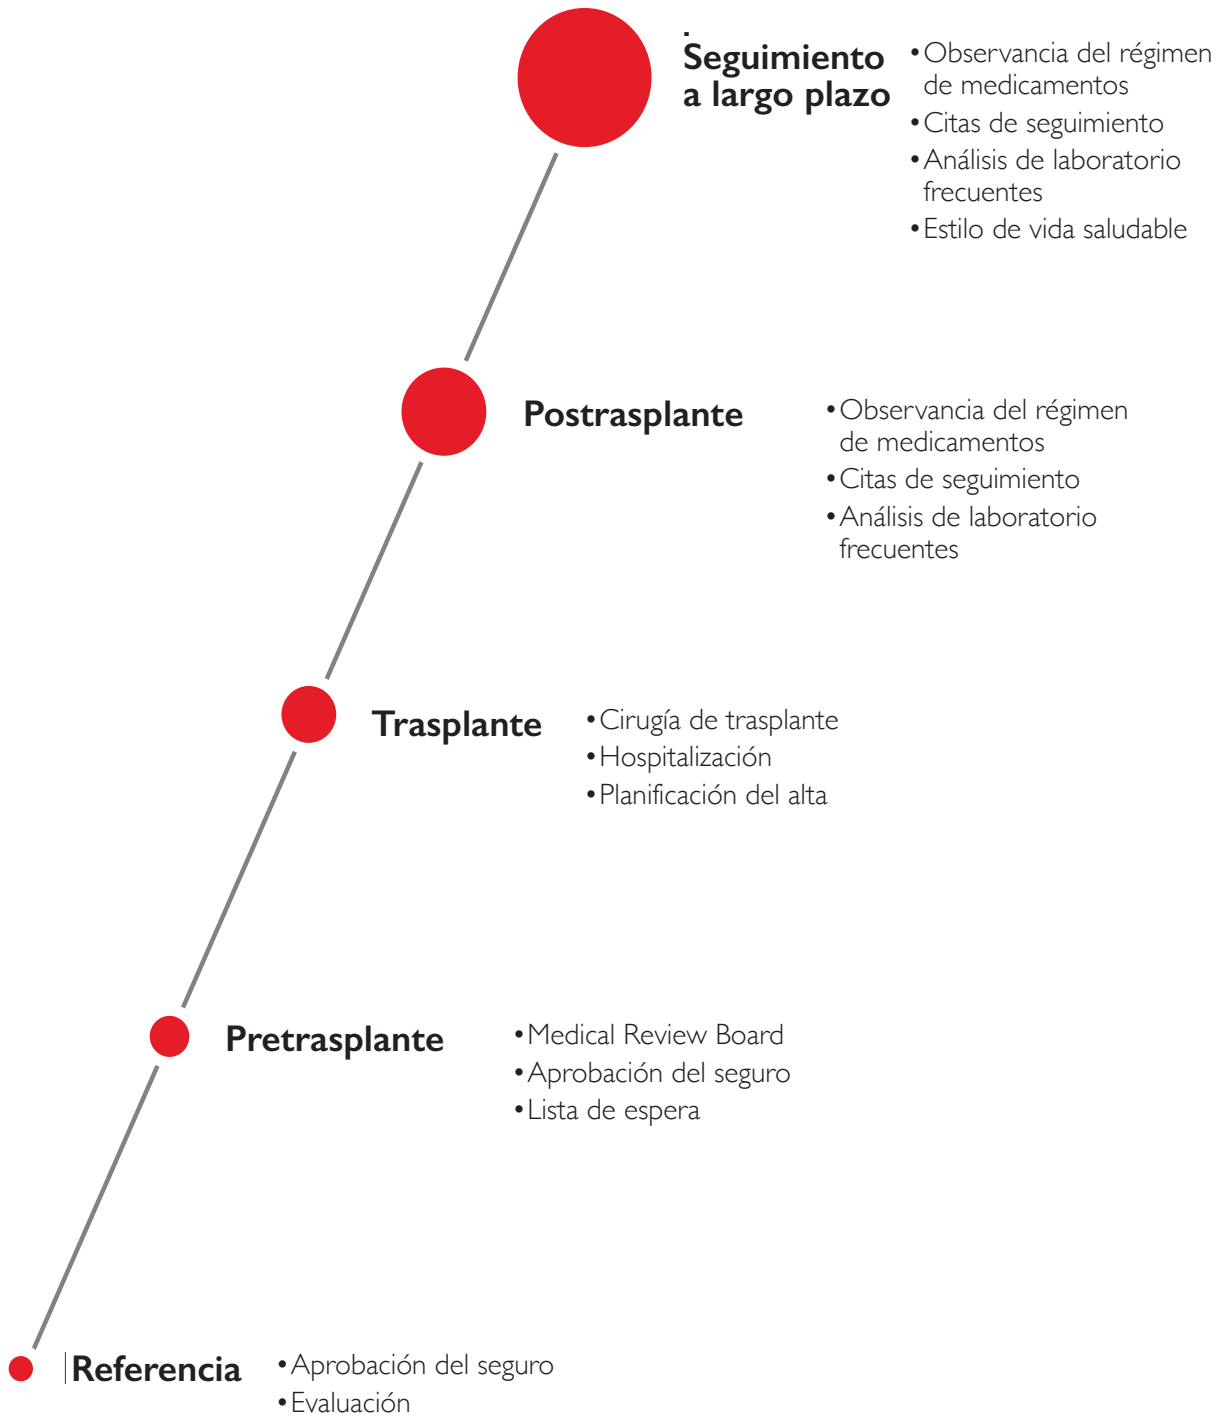 Seguimiento
a largo plazo
•Observancia del régimen
de medicamentos
•Citas de seguimiento
•Análisis de laboratorio
frecuentes
•Estilo de vida saludable
Postrasplante
•Observancia del régimen
de medicamentos
•Citas de seguimiento
•Análisis de laboratorio
frecuentes
Trasplante
•Cirugía de trasplante
•Hospitalización
•Planificación del alta
Pretrasplante
•Medical Review Board
•Aprobación del seguro
•Lista de espera
Referencia
•Aprobación del seguro
•Evaluación